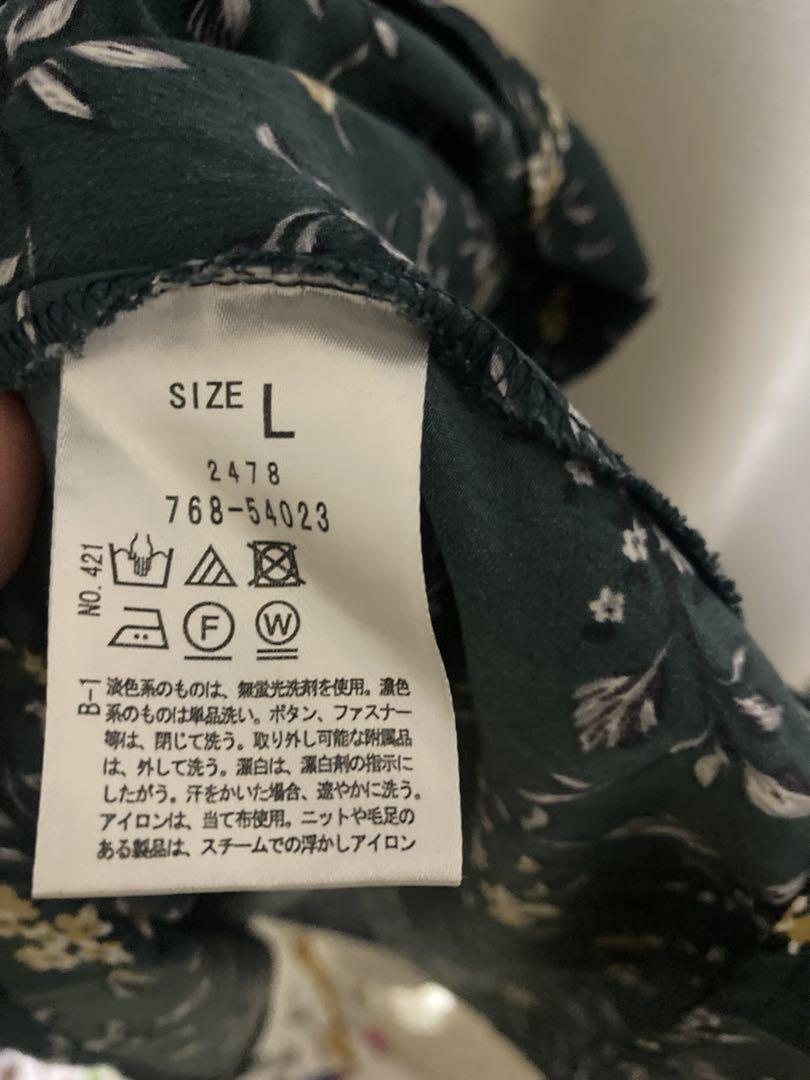 SIZE L
2478
768-54023
NO. 421
F
W
B-1
淡色系のものは、無蛍光洗剤を使用。濃色
系のものは単品洗い。ボタン、ファスナー
等は、閉じて洗う。取り外し可能な附属品
は、外して洗う。漂白は、漂白剤の指示に
したがう。汗をかいた場合、速やかに洗う。
アイロンは、当て布使用。ニットや毛足の
ある製品は、スチームでの浮かしアイロン